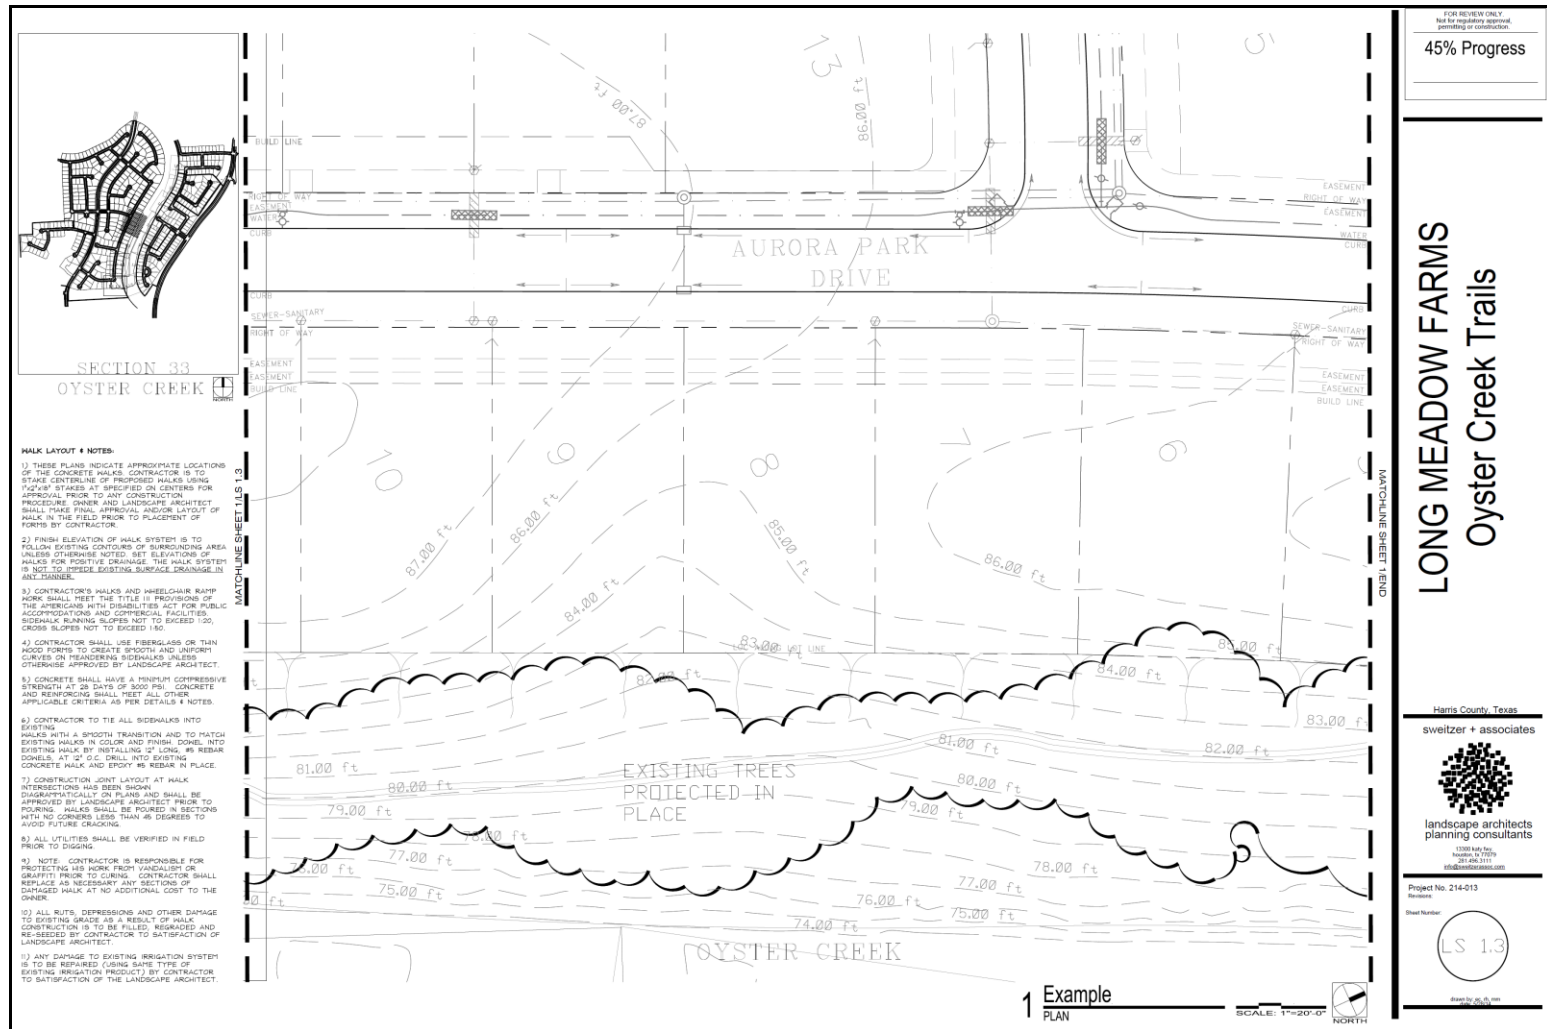 FOR REVIEW ONLY.
Not for regulatory approval,
permitting or construction.
45% Progress
LONG MEADOW FARMS
Oyster Creek Trails
Harris County, Texas
sweitzer + associates
landscape architects
planning consultants
13300 katy fwy.
houston, tx 77079
281.496.3111
info@sweitzerassoc.com
Project No. 214-013
Revisions:
Sheet Number:
LS 1.3
SECTION 33
OYSTER CREEK
NORTH
WALK LAYOUT & NOTES:
1) THESE PLANS INDICATE APPROXIMATE LOCATIONS
OF THE CONCRETE WALKS. CONTRACTOR IS TO
STAKE CENTERLINE OF PROPOSED WALKS USING
1"x2"x18" STAKES AT SPECIFIED ON CENTERS FOR
APPROVAL PRIOR TO ANY CONSTRUCTION
PROCEDURE. OWNER AND LANDSCAPE ARCHITECT
SHALL MAKE FINAL APPROVAL AND/OR LAYOUT OF
WALK IN THE FIELD PRIOR TO PLACEMENT OF
FORMS BY CONTRACTOR.
2) FINISH ELEVATION OF WALK SYSTEM IS TO
FOLLOW EXISTING CONTOURS OF SURROUNDING AREA
UNLESS OTHERWISE NOTED. SET ELEVATIONS OF
WALKS FOR POSITIVE DRAINAGE. THE WALK SYSTEM
IS NOT TO IMPEDE EXISTING SURFACE DRAINAGE IN
ANY MANNER.
3) CONTRACTOR'S WALKS AND WHEELCHAIR RAMP
WORK SHALL MEET THE TITLE III PROVISIONS OF
THE AMERICANS WITH DISABILITIES ACT FOR PUBLIC
ACCOMMODATIONS AND COMMERCIAL FACILITIES.
SIDEWALK RUNNING SLOPES NOT TO EXCEED 1:20,
CROSS SLOPES NOT TO EXCEED 1:50.
4) CONTRACTOR SHALL USE FIBERGLASS OR THIN
WOOD FORMS TO CREATE SMOOTH AND UNIFORM
CURVES ON MEANDERING SIDEWALKS UNLESS
OTHERWISE APPROVED BY LANDSCAPE ARCHITECT.
5) CONCRETE SHALL HAVE A MINIMUM COMPRESSIVE
STRENGTH AT 28 DAYS OF 3000 PSI. CONCRETE
AND REINFORCING SHALL MEET ALL OTHER
APPLICABLE CRITERIA AS PER DETAILS & NOTES.
6) CONTRACTOR TO TIE ALL SIDEWALKS INTO
EXISTING
WALKS WITH A SMOOTH TRANSITION AND TO MATCH
EXISTING WALKS IN COLOR AND FINISH. DOWEL INTO
EXISTING WALK BY INSTALLING 12" LONG, #5 REBAR
DOWELS, AT 12" O.C. DRILL INTO EXISTING
CONCRETE WALK AND EPOXY #5 REBAR IN PLACE.
7) CONSTRUCTION JOINT LAYOUT AT WALK
INTERSECTIONS HAS BEEN SHOWN
DIAGRAMMATICALLY ON PLANS AND SHALL BE
APPROVED BY LANDSCAPE ARCHITECT PRIOR TO
POURING. WALKS SHALL BE POURED IN SECTIONS
WITH NO CORNERS LESS THAN 45 DEGREES TO
AVOID FUTURE CRACKING.
8) ALL UTILITIES SHALL BE VERIFIED IN FIELD
PRIOR TO DIGGING.
9) NOTE: CONTRACTOR IS RESPONSIBLE FOR
PROTECTING HIS WORK FROM VANDALISM OR
GRAFFITI PRIOR TO CURING. CONTRACTOR SHALL
REPLACE AS NECESSARY ANY SECTIONS OF
DAMAGED WALK AT NO ADDITIONAL COST TO THE
OWNER.
10) ALL RUTS, DEPRESSIONS AND OTHER DAMAGE
TO EXISTING GRADE AS A RESULT OF WALK
CONSTRUCTION IS TO BE FILLED, REGRADED AND
RE-SEEDED BY CONTRACTOR TO SATISFACTION OF
LANDSCAPE ARCHITECT.
11) ANY DAMAGE TO EXISTING IRRIGATION SYSTEM
IS TO BE REPAIRED (USING SAME TYPE OF
EXISTING IRRIGATION PRODUCT) BY CONTRACTOR
TO SATISFACTION OF THE LANDSCAPE ARCHITECT.
MATCHLINE SHEET 1/LS 1.3
MATCHLINE SHEET 1/END
13
5
87.00 ft
86.00 ft
BUILD LINE
RIGHT OF WAY
EASEMENT
WATER
CURB
EASEMENT
RIGHT OF WAY
EASEMENT
WATER
CURB
AURORA PARK
DRIVE
CURB
SEWER-SANITARY
RIGHT OF WAY
CURB
SEWER-SANITARY
RIGHT OF WAY
EASEMENT
EASEMENT
BUILD LINE
EASEMENT
EASEMENT
BUILD LINE
10
9
8
7
6
87.00 ft
86.00 ft
85.00 ft
84.00 ft
86.00 ft
83.00 ft
85.00 ft
84.00 ft
83.00 ft
82.00 ft
81.00 ft
81.00 ft
80.00 ft
80.00 ft
79.00 ft
79.00 ft
EXISTING TREES
PROTECTED IN
PLACE
78.00 ft
77.00 ft
75.00 ft
78.00 ft
77.00 ft
76.00 ft
75.00 ft
74.00 ft
OYSTER CREEK
1
Example
PLAN
SCALE: 1"=20'-0"
NORTH